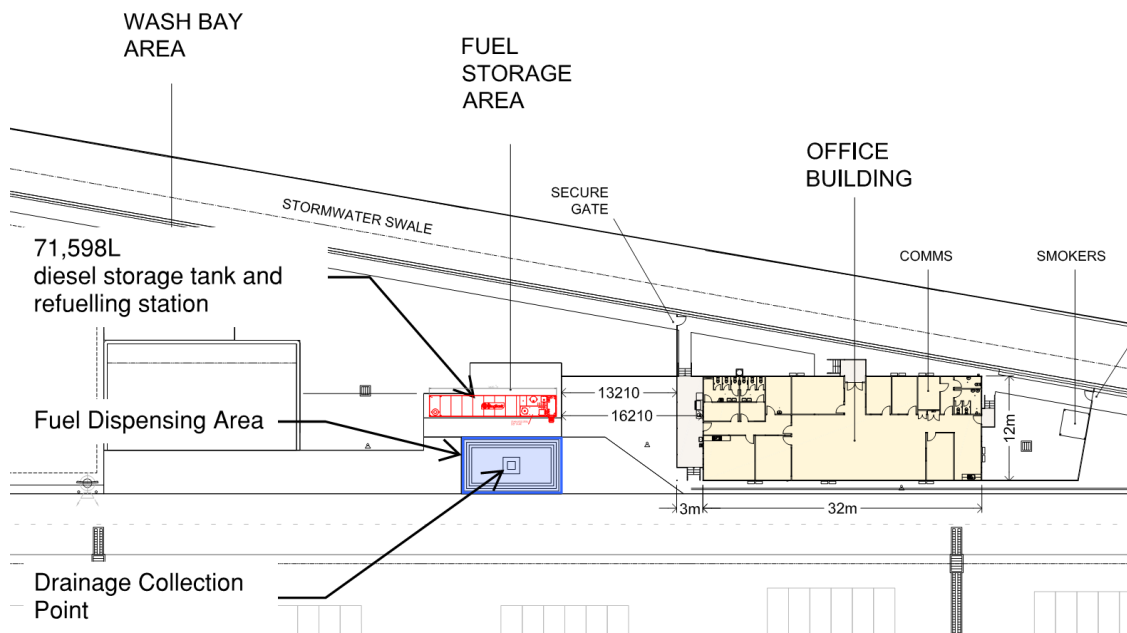 WASH BAY
AREA
FUEL
STORAGE
AREA
OFFICE
BUILDING
SECURE
GATE
STORMWATER SWALE
COMMS
SMOKERS
71,598L
diesel storage tank and
refuelling station
13210
16210
12m
Fuel Dispensing Area
3m
32m
Drainage Collection
Point